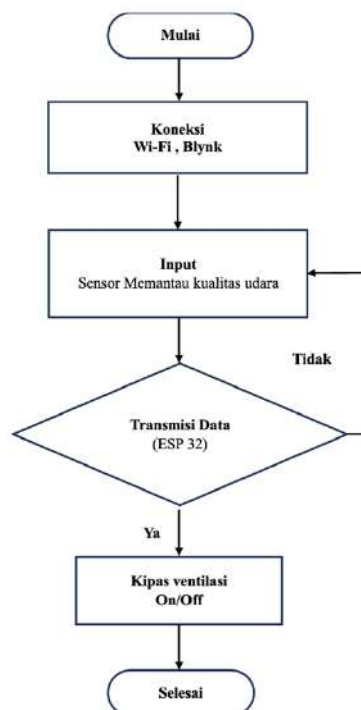 Mulai
Koneksi
Wi-Fi , Blynk
Input
Sensor Memantau kualitas udara
Tidak
Transmisi Data
(ESP 32)
Ya
Kipas ventilasi
On/Off
Selesai